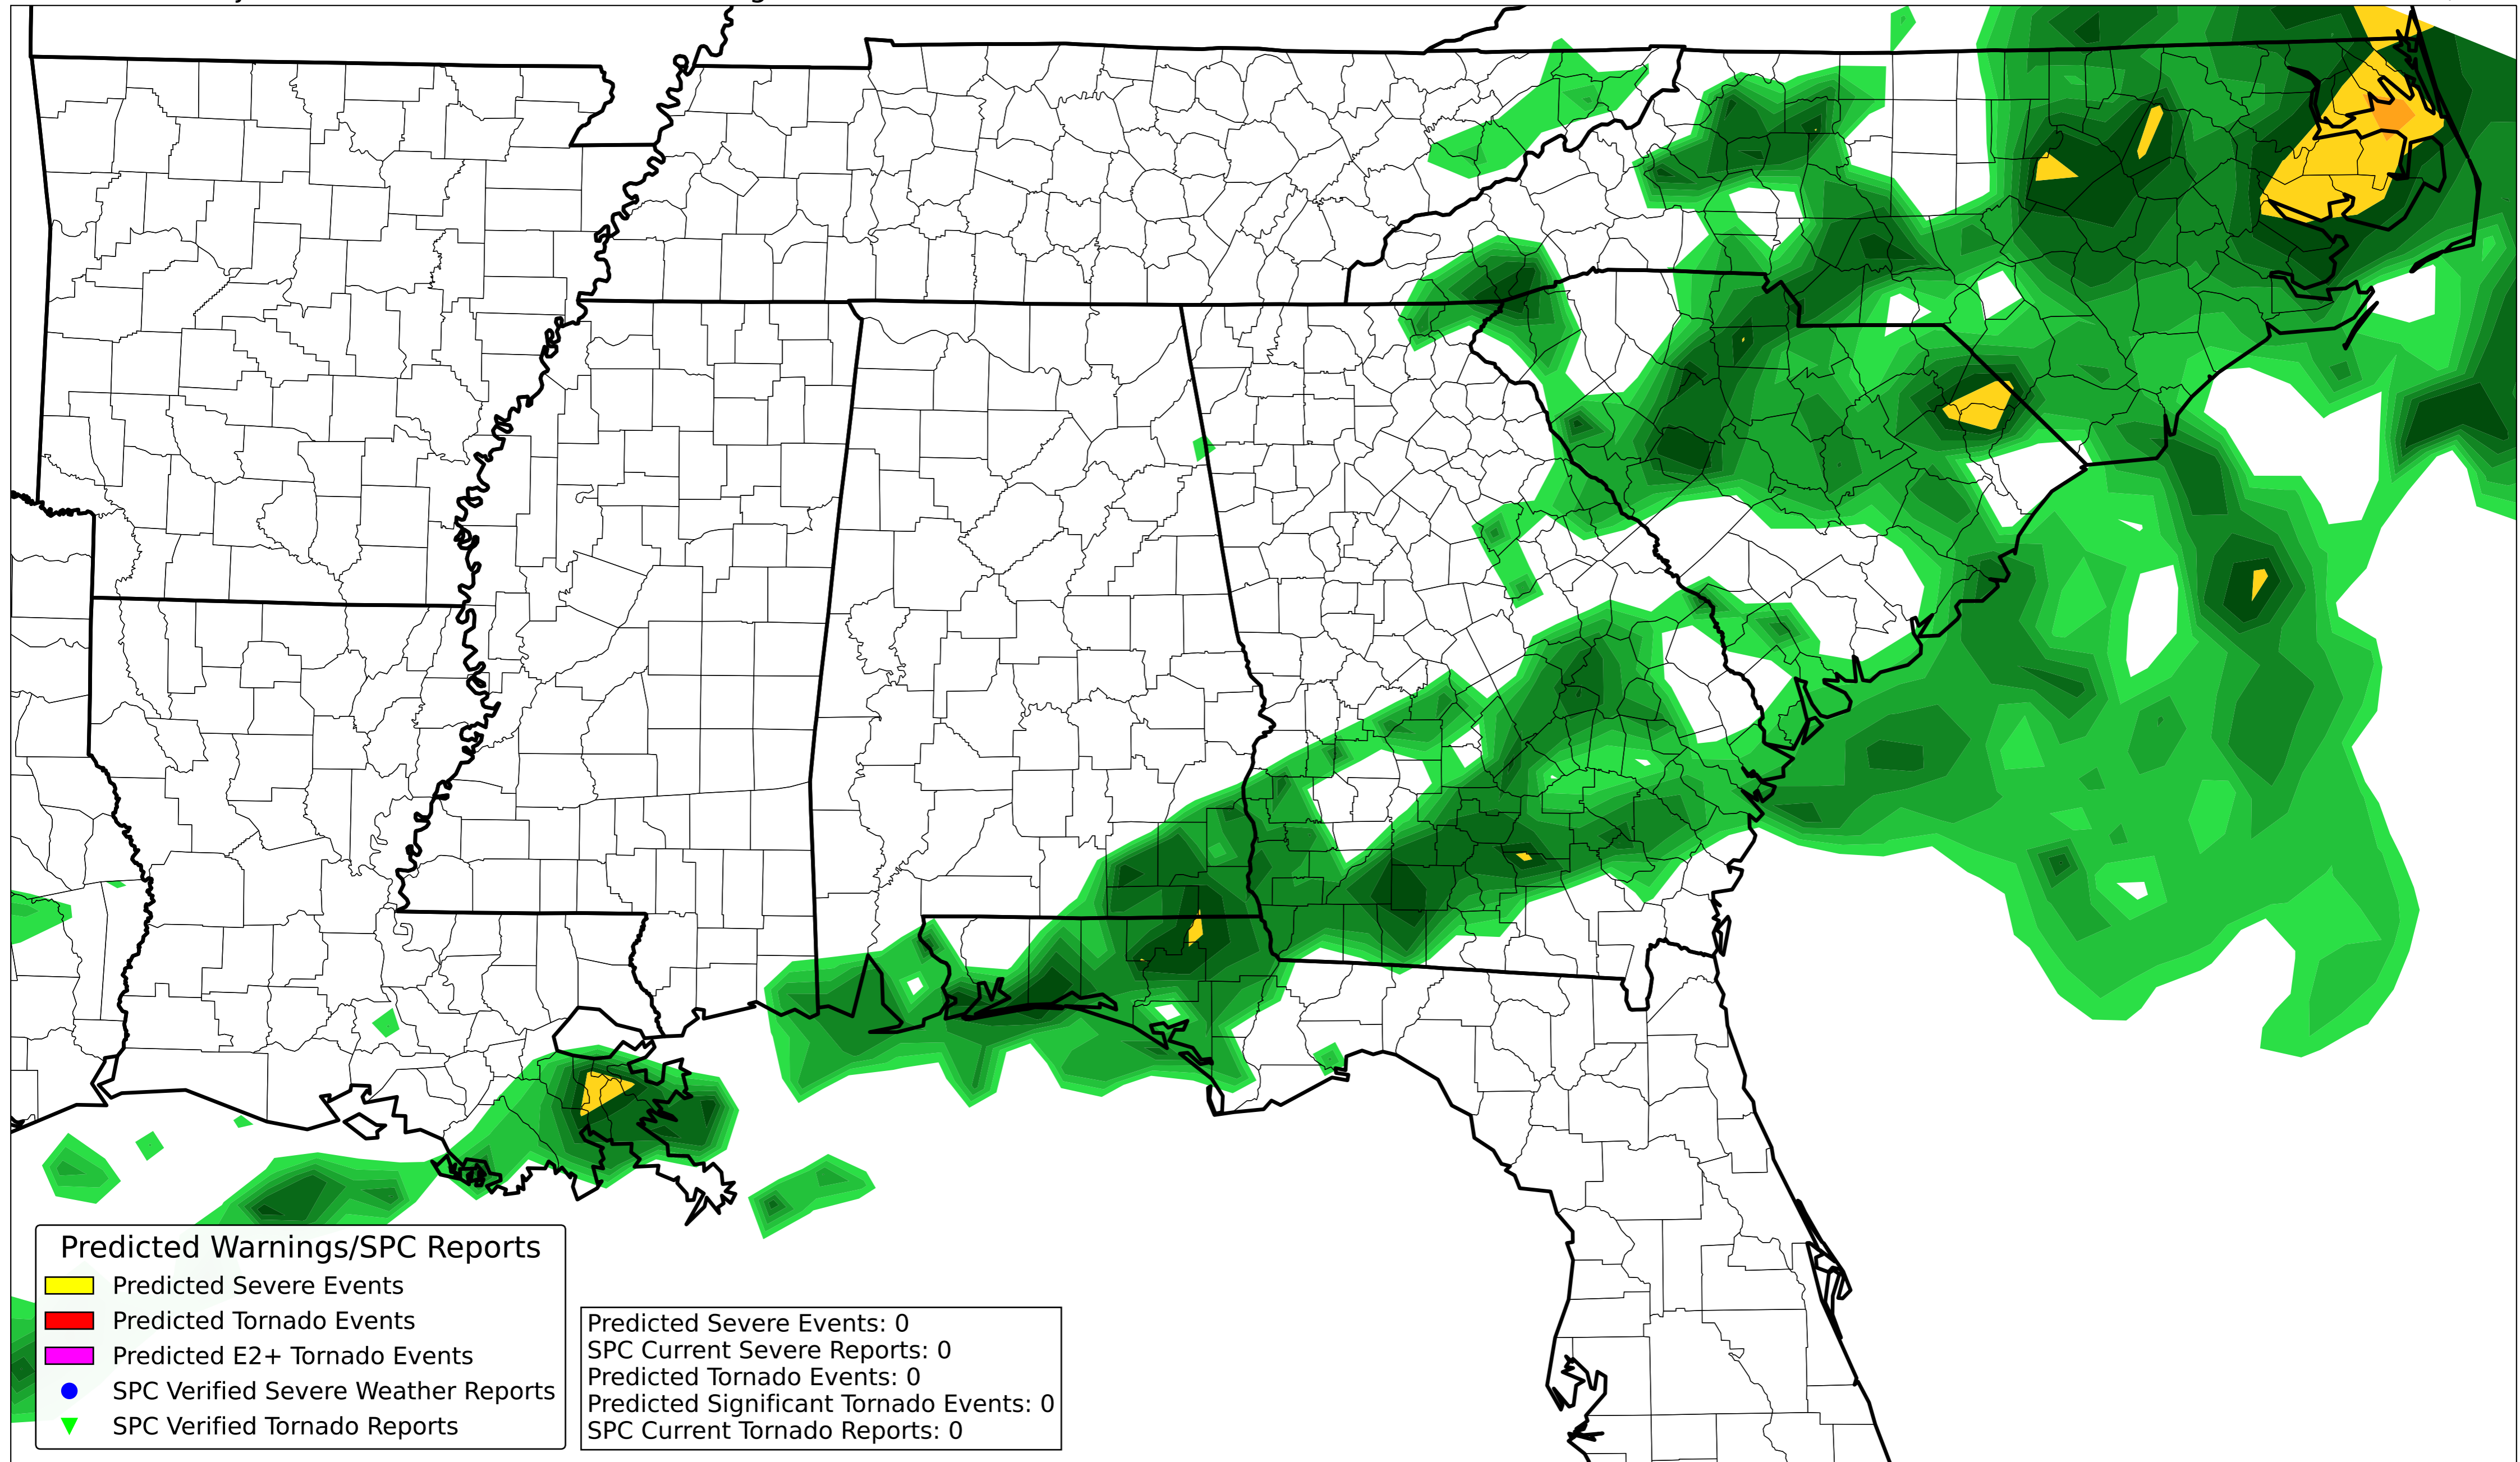 Predicted Warnings/SPC Reports
Predicted Severe Events
Predicted Tornado Events
Predicted E2+ Tornado Events
SPC Verified Severe Weather Reports
SPC Verified Tornado Reports
Predicted Severe Events: 0
SPC Current Severe Reports: 0
Predicted Tornado Events: 0
Predicted Significant Tornado Events: 0
SPC Current Tornado Reports: 0